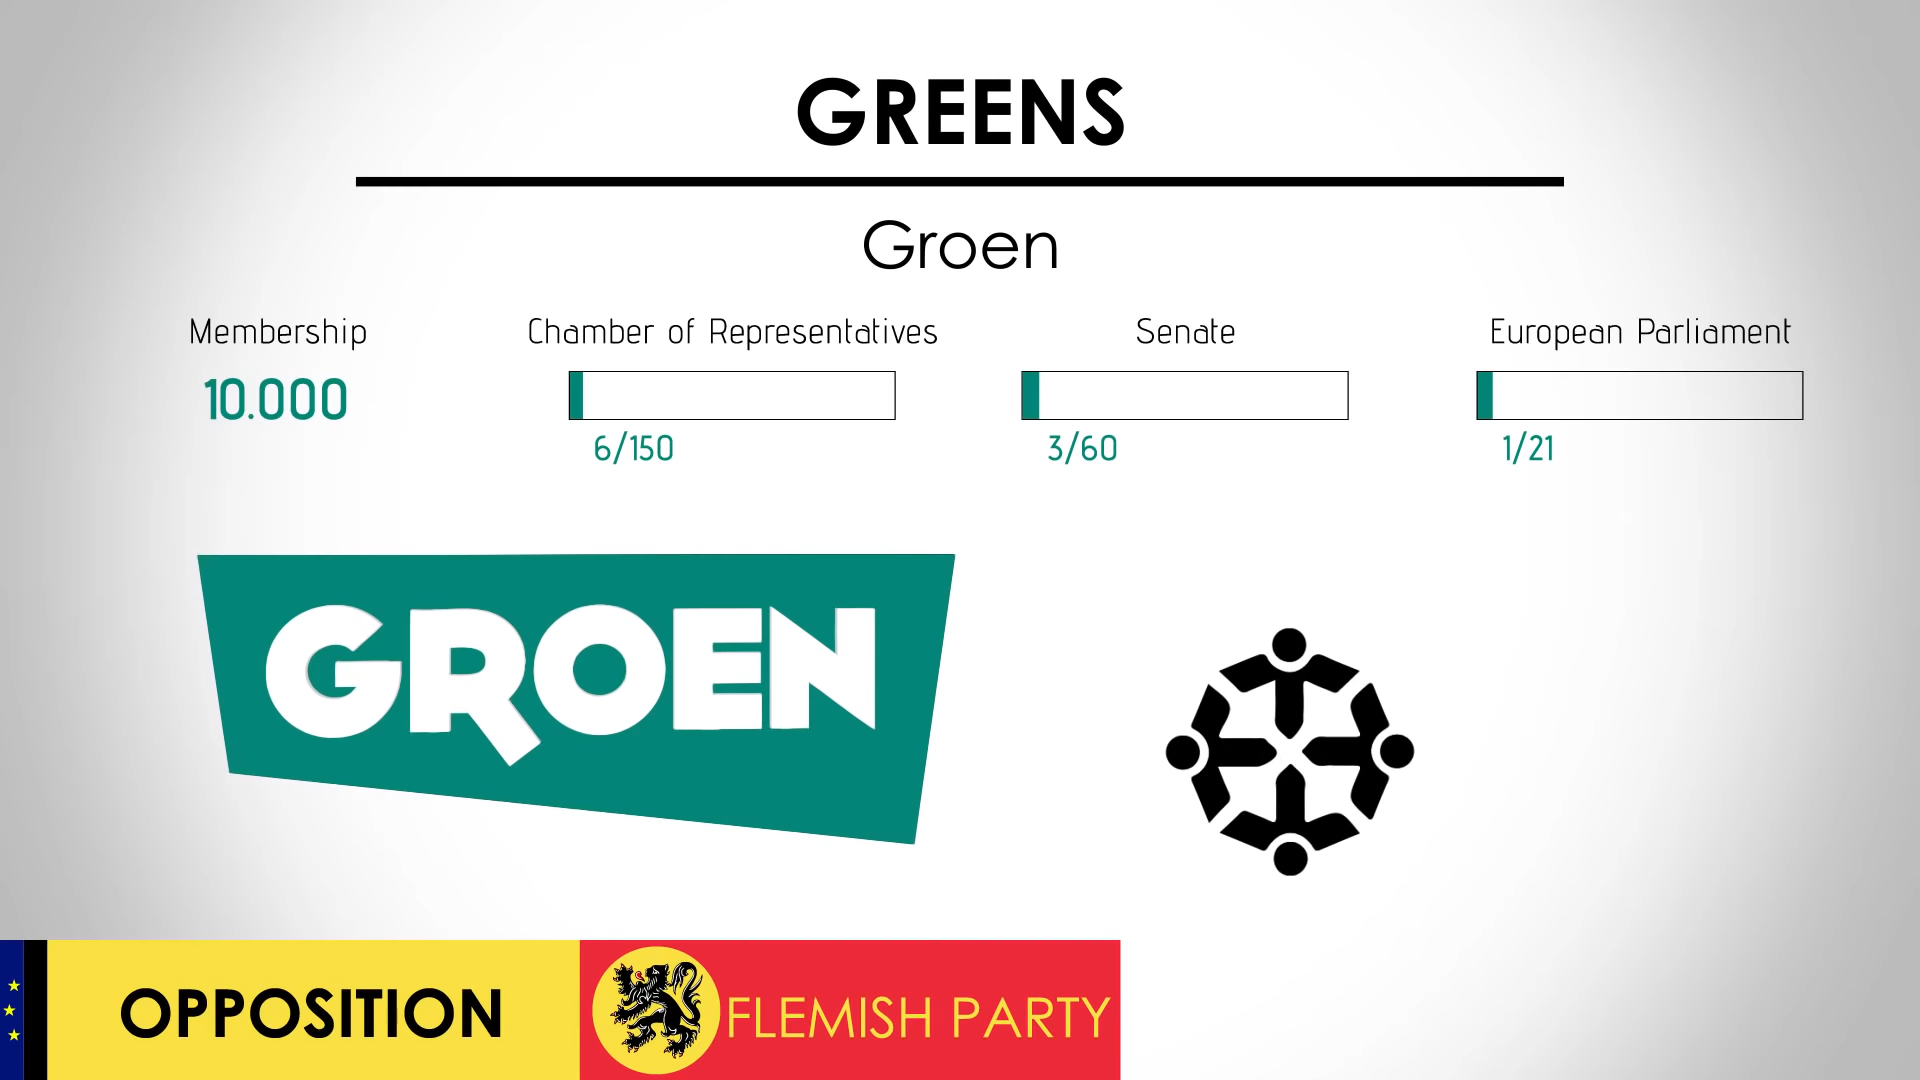 GREENS
Groen
Membership
10.000
Chamber of Representatives
6/150
Senate
3/60
European Parliament
1/21
GROEN
OPPOSITION
FLEMISH PARTY